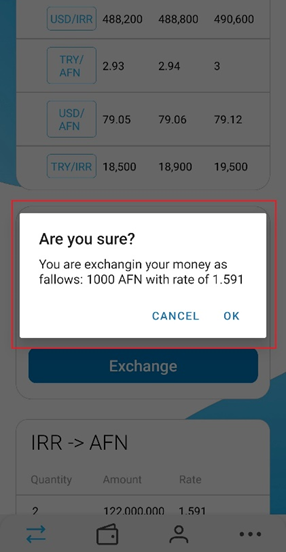 USD/IRR 488,200 488,800 490,600
TRY/
AFN 2.93 2.94 3
USD/
AFN 79.05 79.06 79.12
TRY/IRR 18,500 18,900 19,500
Are you sure?
You are exchangin your money as
fallows: 1000 AFN with rate of 1.591
CANCEL OK
Exchange
IRR -> AFN
Quantity Amount Rate
2 122,000,000 1.591